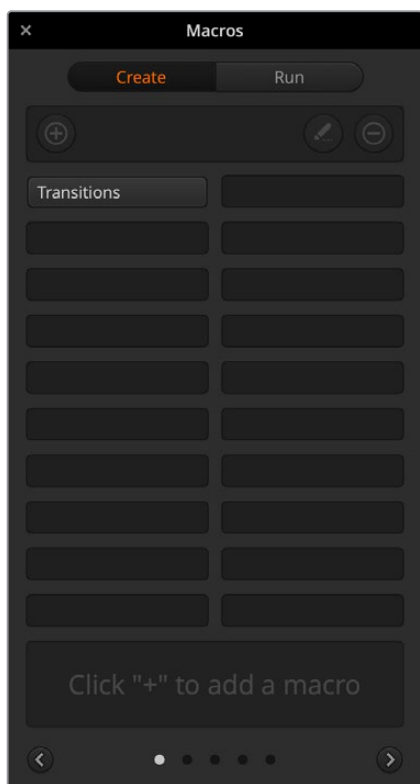 Macros
Create
Run
Transitions
Click "+" to add a macro